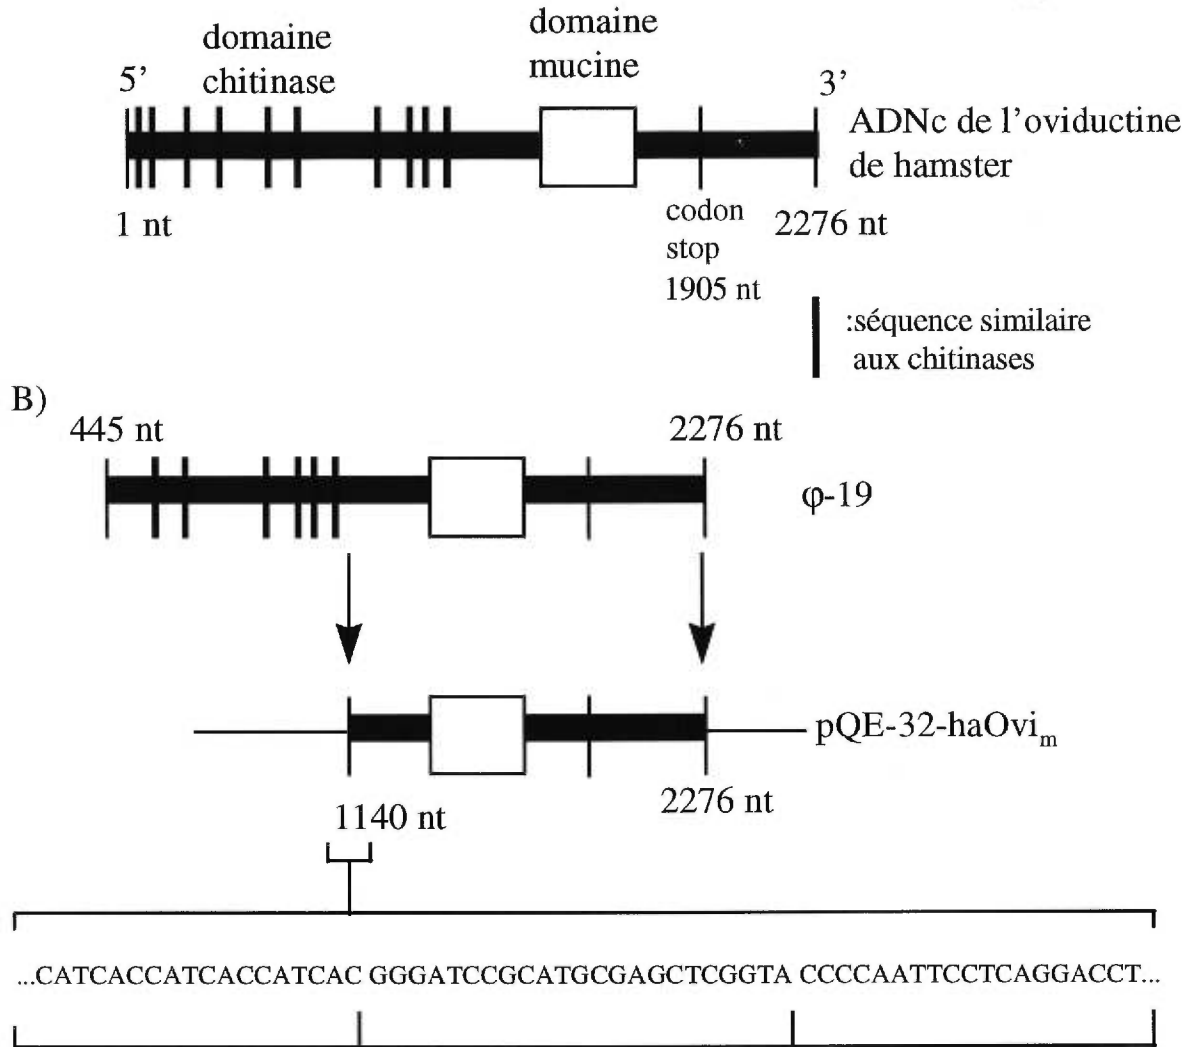 domaine
chitinase
domaine
mucine
5’
3’
ADNc de l’oviductine
de hamster
1 nt
codon
stop
1905 nt
2276 nt
:séquence similaire
aux chitinases
B)
445 nt
2276 nt
φ-19
pQE-32-haOviₘ
1140 nt
2276 nt
...CATCACCATCACCATCAC GGGATCCGCATGCGAGCTCGGTA CCCCAATTCCTCAGGACCT...